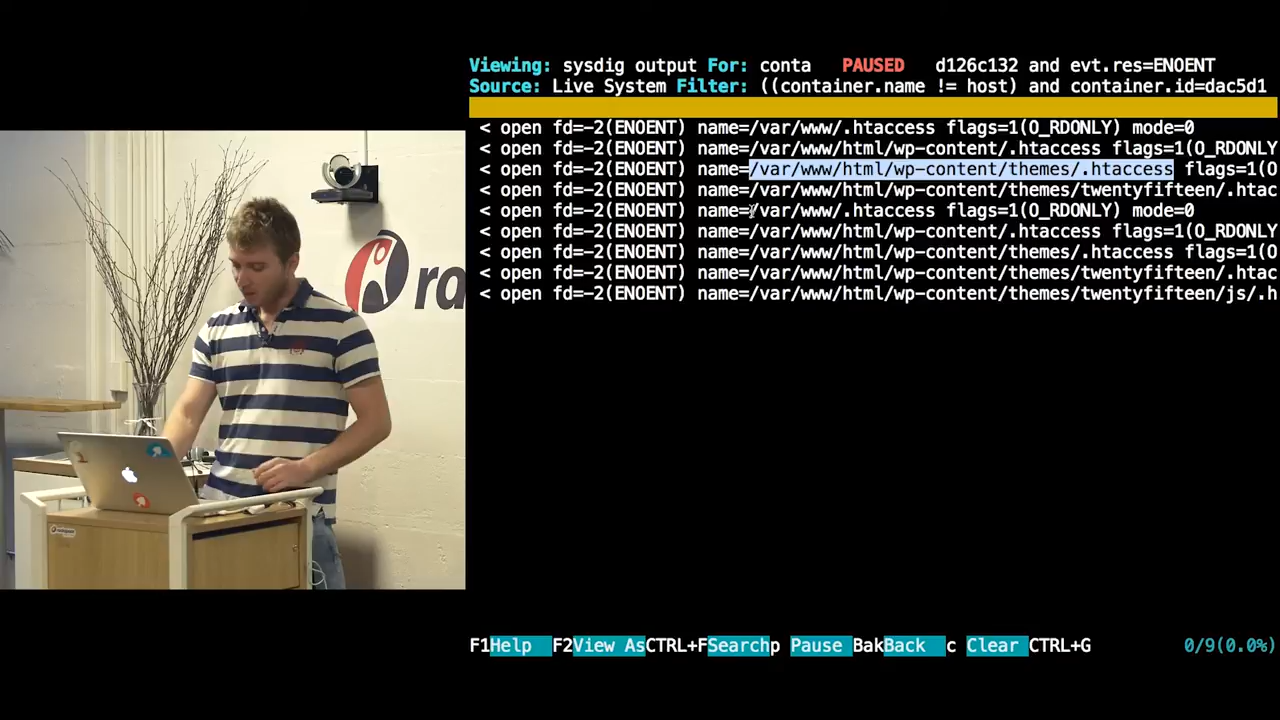 Viewing: sysdig output For: conta PAUSED d126c132 and evt.res=ENOENT
Source: Live System Filter: ((container.name != host) and container.id=dac5d1
< open fd=-2(ENOENT) name=/var/www/.htaccess flags=1(O_RDONLY) mode=0
< open fd=-2(ENOENT) name=/var/www/html/wp-content/.htaccess flags=1(O_RDONLY
< open fd=-2(ENOENT) name=/var/www/html/wp-content/themes/.htaccess flags=1(O
< open fd=-2(ENOENT) name=/var/www/html/wp-content/themes/twentyfifteen/.htac
< open fd=-2(ENOENT) name=/var/www/.htaccess flags=1(O_RDONLY) mode=0
< open fd=-2(ENOENT) name=/var/www/html/wp-content/.htaccess flags=1(O_RDONLY
< open fd=-2(ENOENT) name=/var/www/html/wp-content/themes/.htaccess flags=1(O
< open fd=-2(ENOENT) name=/var/www/html/wp-content/themes/twentyfifteen/.htac
< open fd=-2(ENOENT) name=/var/www/html/wp-content/themes/twentyfifteen/js/.h
ra
F1Help F2View AsCTRL+FSearchp Pause BakBack c Clear CTRL+G 0/9(0.0%)